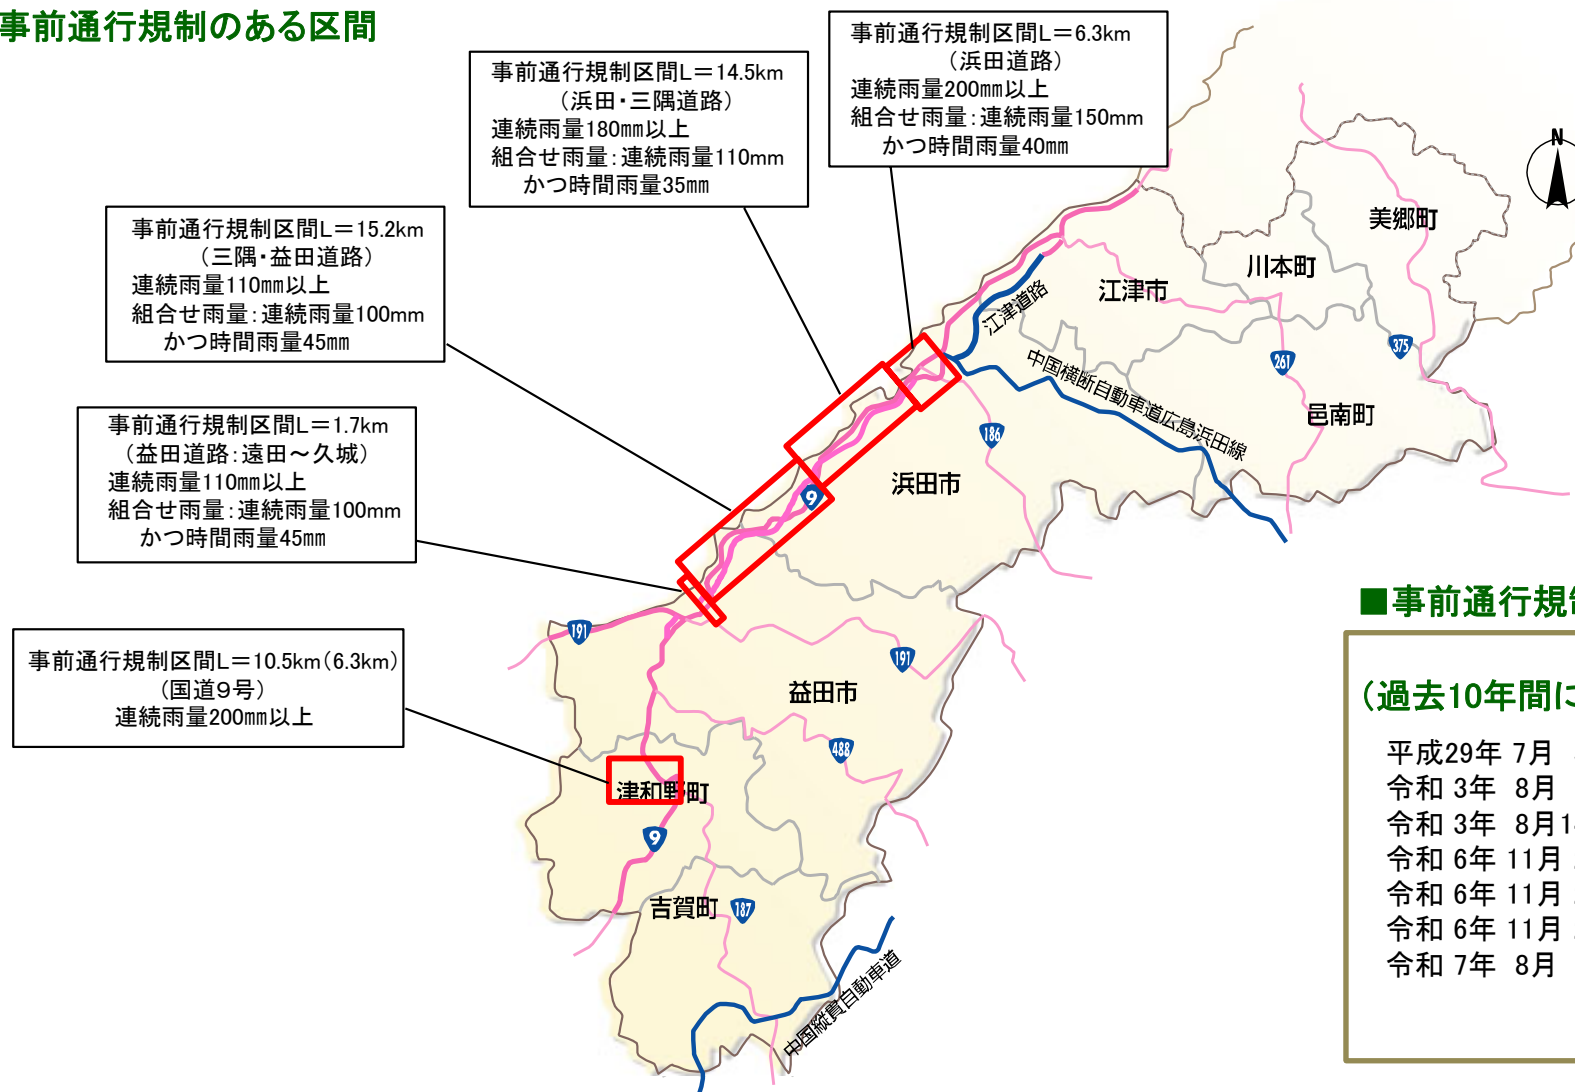 事前通行規制のある区間
事前通行規制区間L＝6.3km
（浜田道路）
連続雨量200㎜以上
組合せ雨量：連続雨量150mm
かつ時間雨量40㎜
事前通行規制区間L＝14.5km
（浜田・三隅道路）
連続雨量180㎜以上
組合せ雨量：連続雨量110mm
かつ時間雨量35㎜
事前通行規制区間L＝15.2km
（三隅・益田道路）
連続雨量110㎜以上
組合せ雨量：連続雨量100mm
かつ時間雨量45㎜
事前通行規制区間L＝1.7km
（益田道路：遠田～久城）
連続雨量110㎜以上
組合せ雨量：連続雨量100mm
かつ時間雨量45㎜
事前通行規制区間L＝10.5km（6.3km）
（国道９号）
連続雨量200㎜以上
N
美郷町
川本町
江津市
江津道路
375
261
中国横断自動車道広島浜田線
邑南町
186
浜田市
9
191
191
益田市
488
津和野町
9
吉賀町
187
中国縦貫自動車道
■事前通行規
（過去10年間に
平成29年 7月
令和 3年 8月
令和 3年 8月1
令和 6年 11月
令和 6年 11月
令和 6年 11月
令和 7年 8月